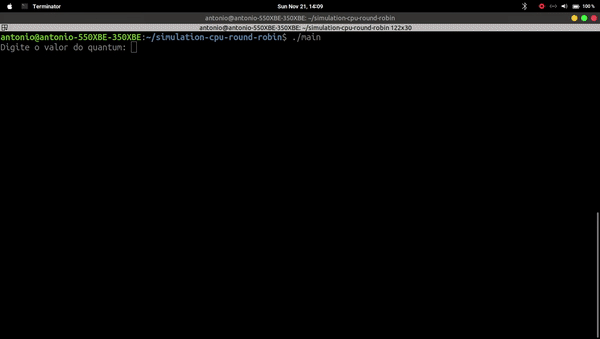 Terminator
Sun Nov 21, 14:09
100 %
antonio@antonio-550XBE-350XBE: ~/simulation-cpu-round-robin
antonio@antonio-550XBE-350XBE: ~/simulation-cpu-round-robin 122x30
antonio@antonio-550XBE-350XBE:~/simulation-cpu-round-robin$ ./main
Digite o valor do quantum: